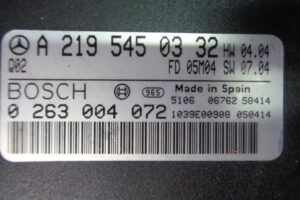 A 219 545 03 32 HW 04.04
Q02 FD 05M04 SW 07.04
BOSCH 965 Made in Spain
5106 06762 58414
0 263 004 072 1039E00908 050414